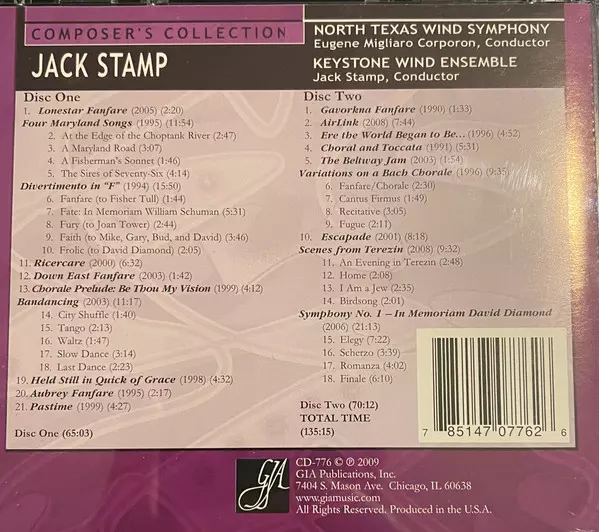 COMPOSER'S COLLECTION
JACK STAMP
NORTH TEXAS WIND SYMPHONY
Eugene Migliaro Corporon, Conductor
KEYSTONE WIND ENSEMBLE
Jack Stamp, Conductor
Disc One
1. Lonestar Fanfare (2005) (2:20)
Four Maryland Songs (1995) (11:54)
2. At the Edge of the Choptank River (2:47)
3. A Maryland Road (3:07)
4. A Fisherman's Sonnet (1:46)
5. The Sires of Seventy-Six (4:14)
Divertimento in "F" (1994) (15:50)
6. Fanfare (to Fisher Tull) (1:44)
7. Fate: In Memoriam William Schuman (5:31)
8. Fury (to Joan Tower) (2:44)
9. Faith (to Mike, Gary, Bud, and David) (3:46)
10. Frolic (to David Diamond) (2:05)
11. Ricercare (2000) (6:32)
12. Down East Fanfare (2003) (1:42)
13. Chorale Prelude: Be Thou My Vision (1999) (4:12)
Bandancing (2003) (11:17)
14. City Shuffle (1:40)
15. Tango (2:13)
16. Waltz (1:47)
17. Slow Dance (3:14)
18. Last Dance (2:23)
19. Held Still in Quick of Grace (1998) (4:32)
20. Aubrey Fanfare (1995) (2:17)
21. Pastime (1999) (4:27)
Disc One (65:03)
Disc Two
1. Gavorkna Fanfare (1990) (1:33)
2. AirLink (2008) (7:44)
3. Ere the World Began to Be... (1996) (4:52)
4. Choral and Toccata (1991) (5:31)
5. The Beltway Jam (2003) (1:54)
Variations on a Bach Chorale (1996) (9:35)
6. Fanfare/Chorale (2:30)
7. Cantus Firmus (1:49)
8. Recitative (3:05)
9. Fugue (2:11)
10. Escapade (2001) (8:18)
Scenes from Terezin (2008) (9:32)
11. An Evening in Terezin (2:48)
12. Home (2:08)
13. I Am a Jew (2:35)
14. Birdsong (2:01)
Symphony No. 1 – In Memoriam David Diamond
(2006) (21:13)
15. Elegy (7:22)
16. Scherzo (3:39)
17. Romanza (4:02)
18. Finale (6:10)
Disc Two (70:12)
TOTAL TIME
(135:15)
7 85147 07762 6
GIA
CD-776 © ℗ 2009
GIA Publications, Inc.
7404 S. Mason Ave. Chicago, IL 60638
www.giamusic.com
All Rights Reserved. Produced in the U.S.A.